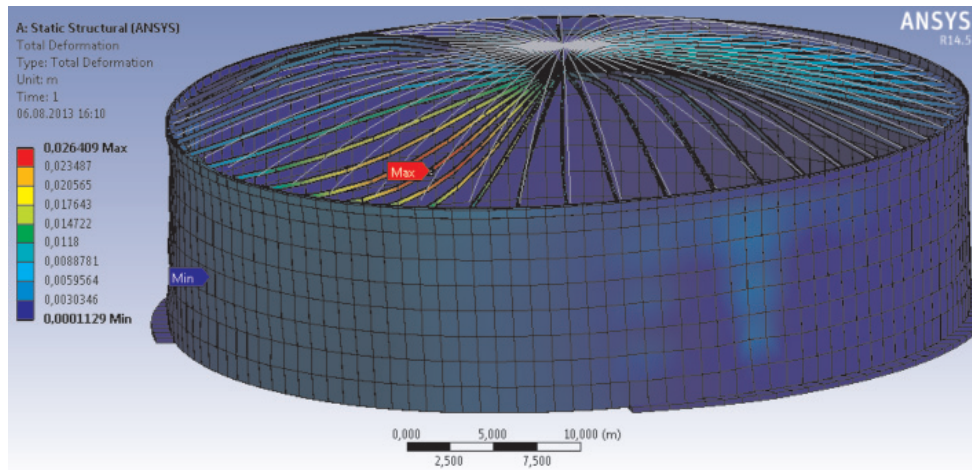 A: Static Structural (ANSYS)
Total Deformation
Type: Total Deformation
Unit: m
Time: 1
06.08.2013 16:10
0,026409 Max
0,023487
0,020565
0,017643
0,014722
0,0118
0,0088781
0,0059564
0,0030346
0,0001129 Min
ANSYS
R14.5
Max
Min
0,000 5,000 10,000 (m)
2,500 7,500